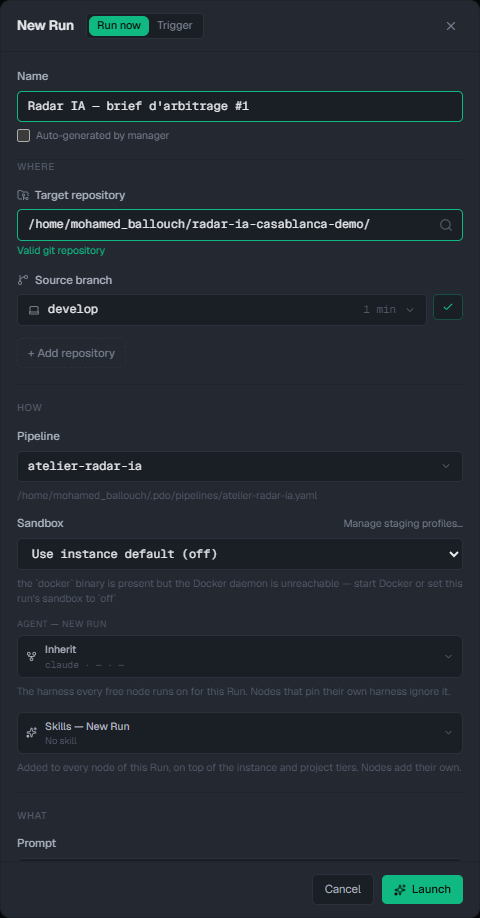 New Run
Run now
Trigger
Name
Radar IA — brief d'arbitrage #1
Auto-generated by manager
WHERE
Target repository
/home/mohamed_ballouch/radar-ia-casablanca-demo/
Valid git repository
Source branch
develop
1 min
+ Add repository
HOW
Pipeline
atelier-radar-ia
/home/mohamed_ballouch/.pdo/pipelines/atelier-radar-ia.yaml
Sandbox
Manage staging profiles…
Use instance default (off)
the `docker` binary is present but the Docker daemon is unreachable — start Docker or set this
run's sandbox to `off`
AGENT — NEW RUN
Inherit
claude · — · —
The harness every free node runs on for this Run. Nodes that pin their own harness ignore it.
Skills — New Run
No skill
Added to every node of this Run, on top of the instance and project tiers. Nodes add their own.
WHAT
Prompt
Cancel
Launch